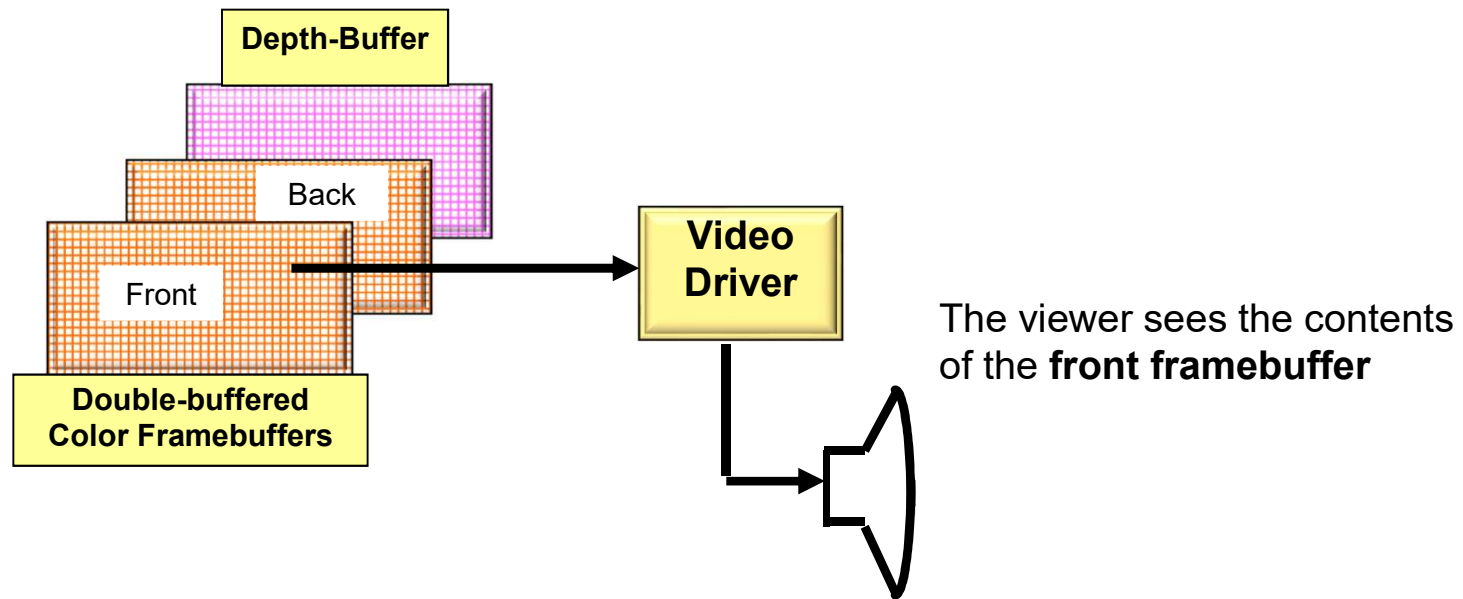 Depth-Buffer
Back
Front
Double-buffered
Color Framebuffers
Video
Driver
The viewer sees the contents
of the front framebuffer